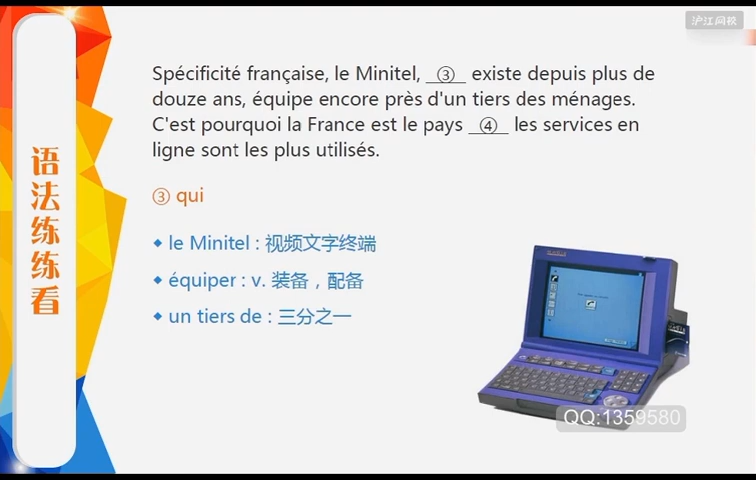 沪江网校
Spécificité française, le Minitel, ③ existe depuis plus de
douze ans, équipe encore près d'un tiers des ménages.
C'est pourquoi la France est le pays ④ les services en
ligne sont les plus utilisés.
③ qui
语法练练看
◆ le Minitel : 视频文字终端
◆ équiper : v. 装备，配备
◆ un tiers de : 三分之一
QQ:1359580